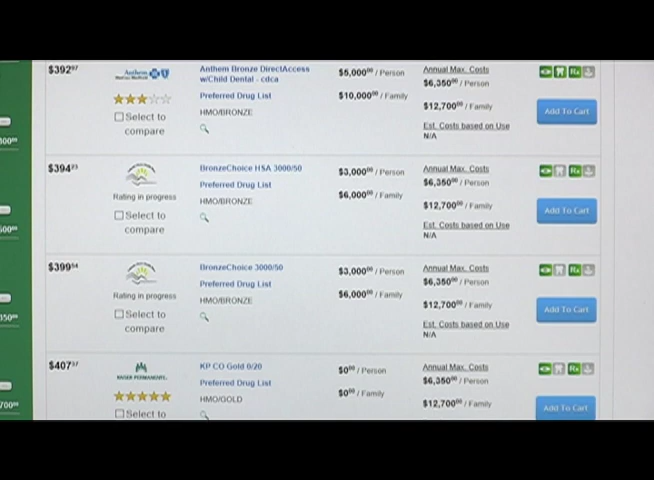 $392⁹⁷
Anthem
Anthem Bronze DirectAccess
w/Child Dental - cdca
Preferred Drug List
HMO/BRONZE
$5,000⁰⁰ / Person
$10,000⁰⁰ / Family
Annual Max. Costs
$6,350⁰⁰ / Person
$12,700⁰⁰ / Family
Est. Costs based on Use
N/A
Rx
Add To Cart
Select to
compare
$394²³
Rating in progress
Select to
compare
BronzeChoice HSA 3000/50
Preferred Drug List
HMO/BRONZE
$3,000⁰⁰ / Person
$6,000⁰⁰ / Family
Annual Max. Costs
$6,350⁰⁰ / Person
$12,700⁰⁰ / Family
Est. Costs based on Use
N/A
Rx
Add To Cart
$399⁶⁴
Rating in progress
Select to
compare
BronzeChoice 3000/50
Preferred Drug List
HMO/BRONZE
$3,000⁰⁰ / Person
$6,000⁰⁰ / Family
Annual Max. Costs
$6,350⁰⁰ / Person
$12,700⁰⁰ / Family
Est. Costs based on Use
N/A
Rx
Add To Cart
$407³⁷
KAISER PERMANENTE.
Select to
KP CO Gold 0/20
Preferred Drug List
HMO/GOLD
$0⁰⁰ / Person
$0⁰⁰ / Family
Annual Max. Costs
$6,350⁰⁰ / Person
$12,700⁰⁰ / Family
Rx
Add To Cart